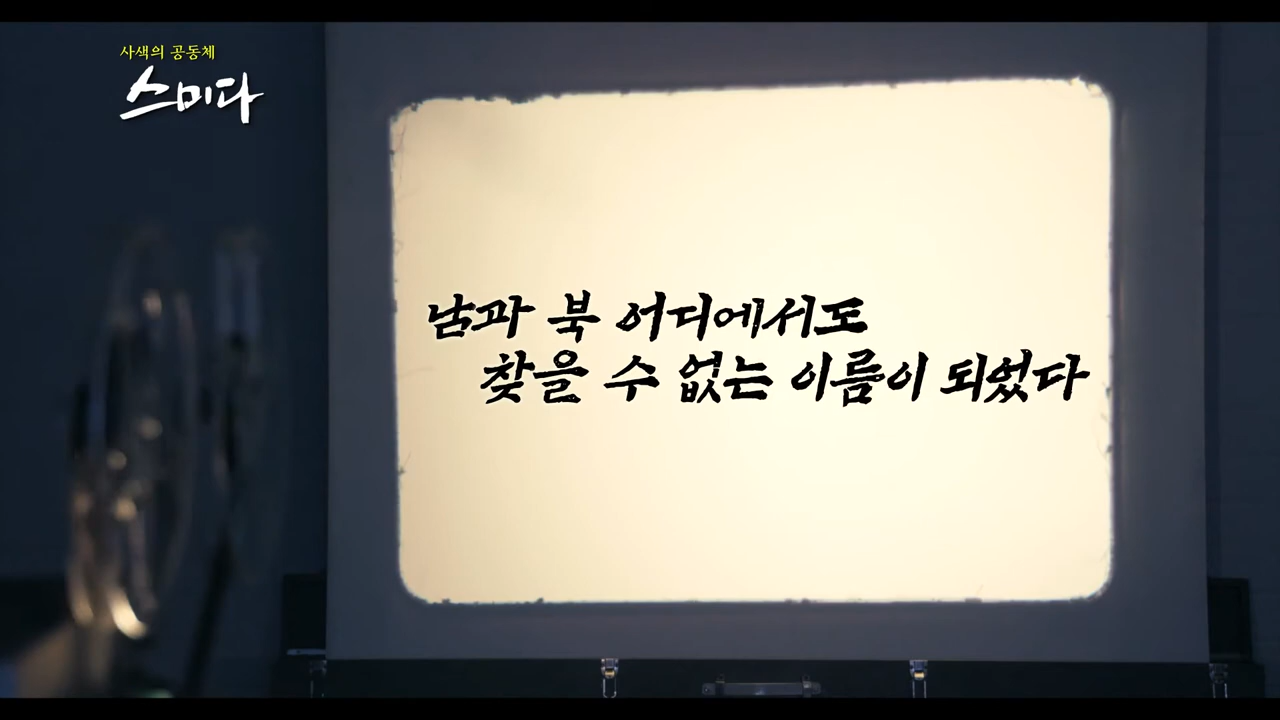 사색의 공동체
스미다
남과 북 어디에서도
찾을 수 없는 이름이 되었다